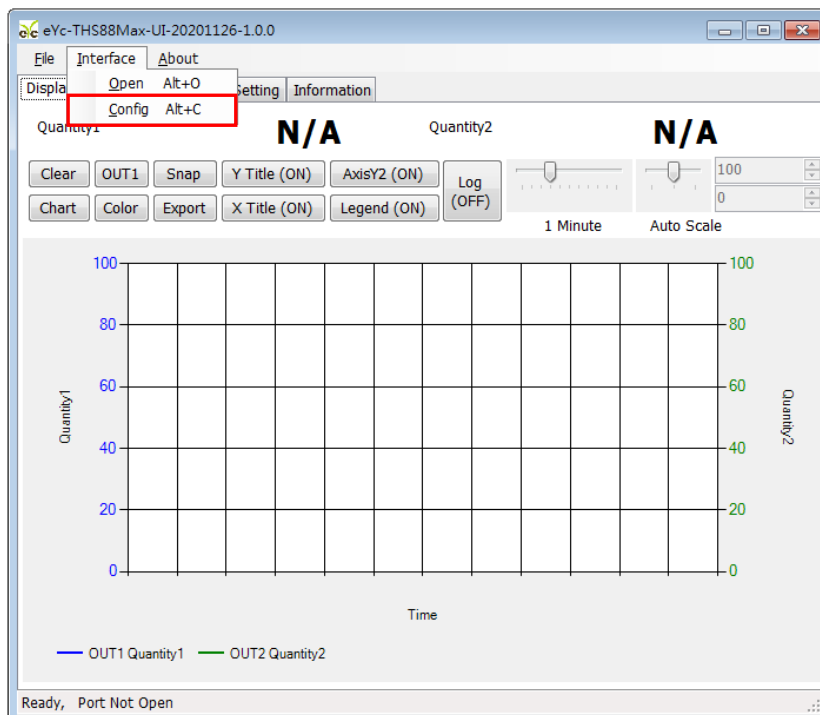 eYc eYc-THS88Max-UI-20201126-1.0.0
File Interface About
Open Alt+O
Displa Setting Information
Config Alt+C
Quantity1 N/A Quantity2 N/A
Clear OUT1 Snap Y Title (ON) AxisY2 (ON) Log (OFF) 100
Chart Color Export X Title (ON) Legend (ON) 0
1 Minute Auto Scale
100 100
80 80
60 60
Quantity1 Quantity2
40 40
20 20
0 0
Time
OUT1 Quantity1 OUT2 Quantity2
Ready, Port Not Open